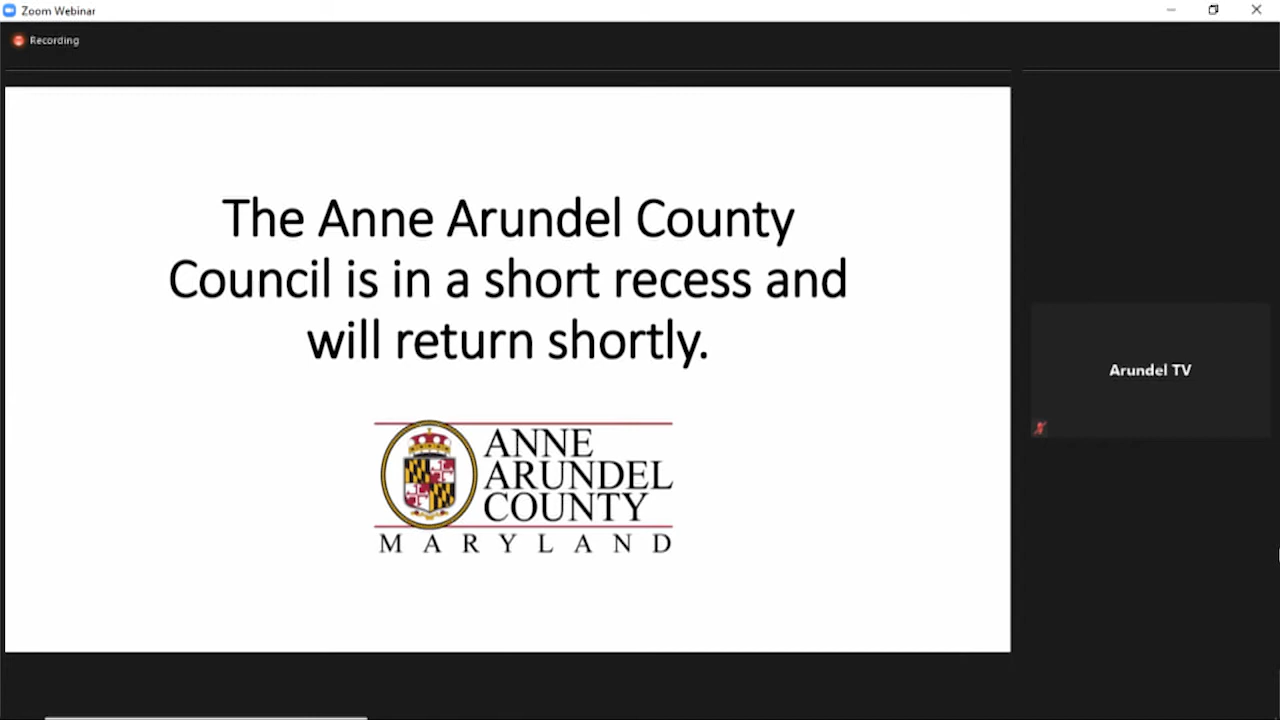 Zoom Webinar
Recording
The Anne Arundel County
Council is in a short recess and
will return shortly.
ANNE
ARUNDEL
COUNTY
MARYLAND
Arundel TV